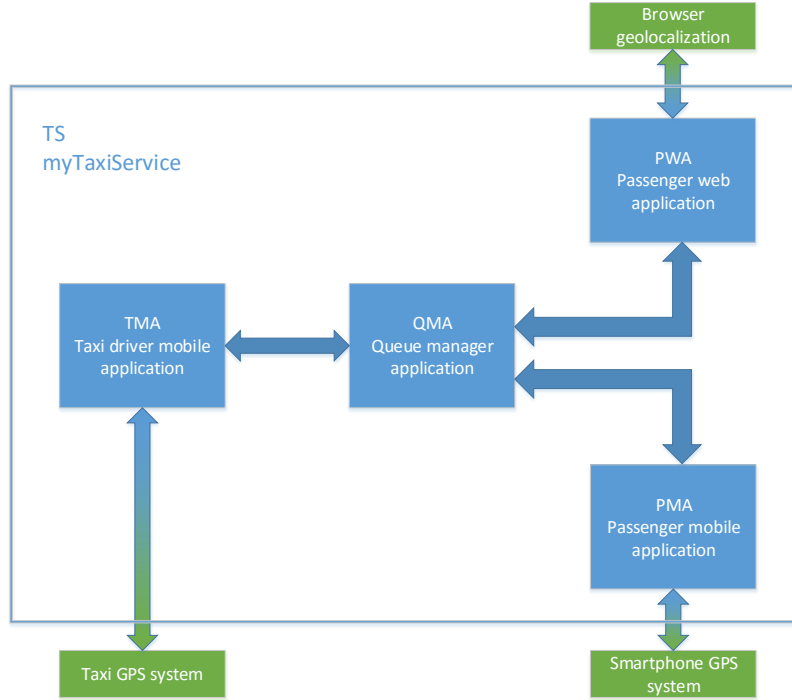 Browser
geolocalization
TS
myTaxiService
PWA
Passenger web
application
TMA
Taxi driver mobile
application
QMA
Queue manager
application
PMA
Passenger mobile
application
Taxi GPS system
Smartphone GPS
system